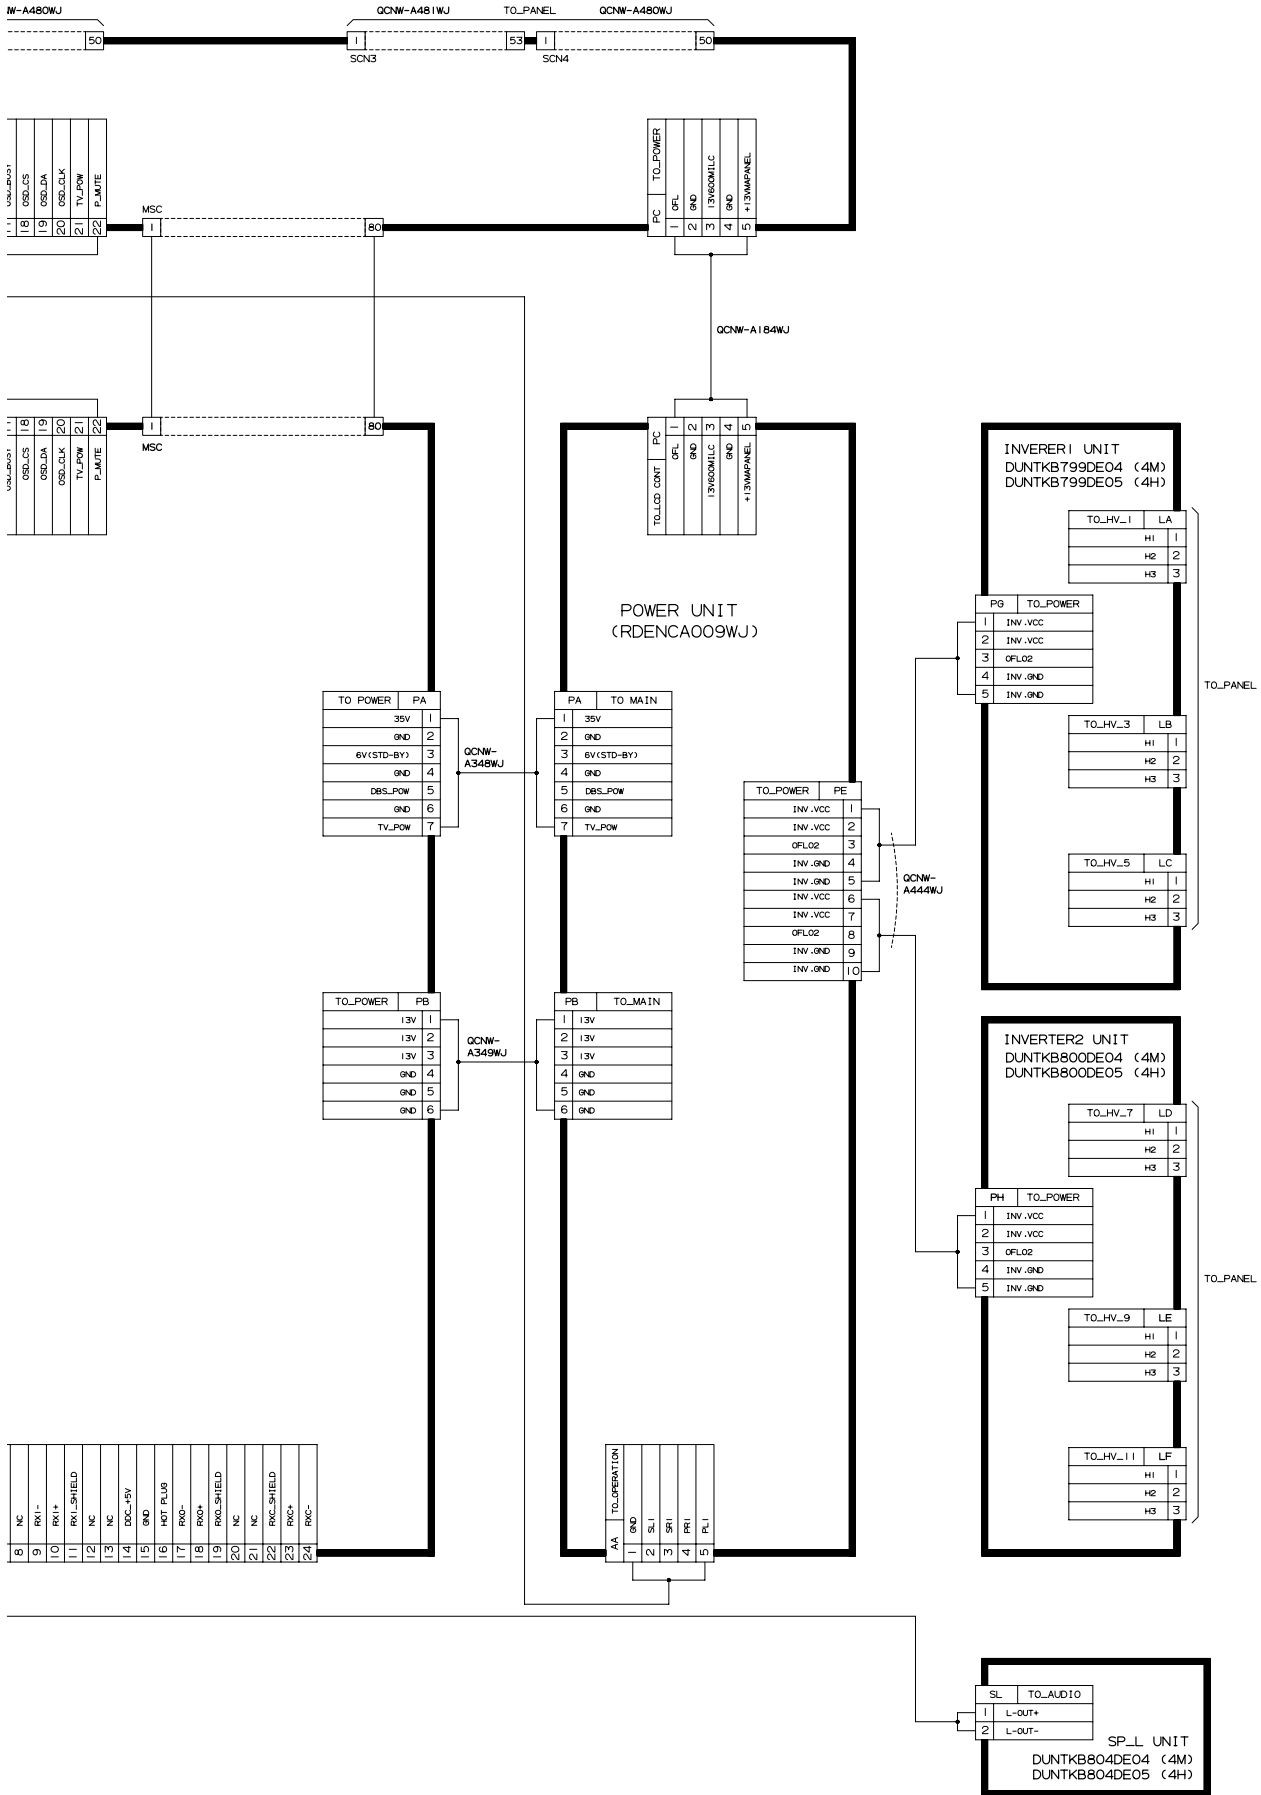 W-A480WJ
QCNW-A481WJ TO_PANEL QCNW-A480WJ
50
1 53 1 50
SCN3 SCN4
18 OSD_CS
19 OSD_DA
20 OSD_CLK
21 TV_POW
22 P_MUTE
MSC
1 80
PC TO_POWER
1 OFL
2 GND
3 13V600MILC
4 GND
5 +13VMAPANEL
QCNW-A184WJ
18 OSD_CS
19 OSD_DA
20 OSD_CLK
21 TV_POW
22 P_MUTE
1 80
MSC
TO_LCD CONT PC
1 OFL
2 GND
3 13V600MILC
4 GND
5 +13VMAPANEL
POWER UNIT
(RDENCA009WJ)
TO POWER PA
35V 1
GND 2
6V(STD-BY) 3
GND 4
DBS_POW 5
GND 6
TV_POW 7
QCNW-
A348WJ
PA TO MAIN
1 35V
2 GND
3 6V(STD-BY)
4 GND
5 DBS_POW
6 GND
7 TV_POW
TO_POWER PE
INV.VCC 1
INV.VCC 2
OFLO2 3
INV.GND 4
INV.GND 5
INV.VCC 6
INV.VCC 7
OFLO2 8
INV.GND 9
INV.GND 10
QCNW-
A444WJ
TO_POWER PB
13V 1
13V 2
13V 3
GND 4
GND 5
GND 6
QCNW-
A349WJ
PB TO_MAIN
1 13V
2 13V
3 13V
4 GND
5 GND
6 GND
INVERER1 UNIT
DUNTKB799DE04 (4M)
DUNTKB799DE05 (4H)
TO_HV_1 LA
H1 1
H2 2
H3 3
PG TO_POWER
1 INV.VCC
2 INV.VCC
3 OFLO2
4 INV.GND
5 INV.GND
TO_PANEL
TO_HV_3 LB
H1 1
H2 2
H3 3
TO_HV_5 LC
H1 1
H2 2
H3 3
INVERTER2 UNIT
DUNTKB800DE04 (4M)
DUNTKB800DE05 (4H)
TO_HV_7 LD
H1 1
H2 2
H3 3
PH TO_POWER
1 INV.VCC
2 INV.VCC
3 OFLO2
4 INV.GND
5 INV.GND
TO_PANEL
TO_HV_9 LE
H1 1
H2 2
H3 3
TO_HV_11 LF
H1 1
H2 2
H3 3
8 NC
9 RX1-
10 RX1+
11 RX1_SHIELD
12 NC
13 NC
14 DDC_+5V
15 GND
16 HOT PLUG
17 RX0-
18 RX0+
19 RX0_SHIELD
20 NC
21 NC
22 RXC_SHIELD
23 RXC+
24 RXC-
AA TO_OPERATION
1 GND
2 SL1
3 SR1
4 PR1
5 PL1
SL TO_AUDIO
1 L-OUT+
2 L-OUT-
SP_L UNIT
DUNTKB804DE04 (4M)
DUNTKB804DE05 (4H)